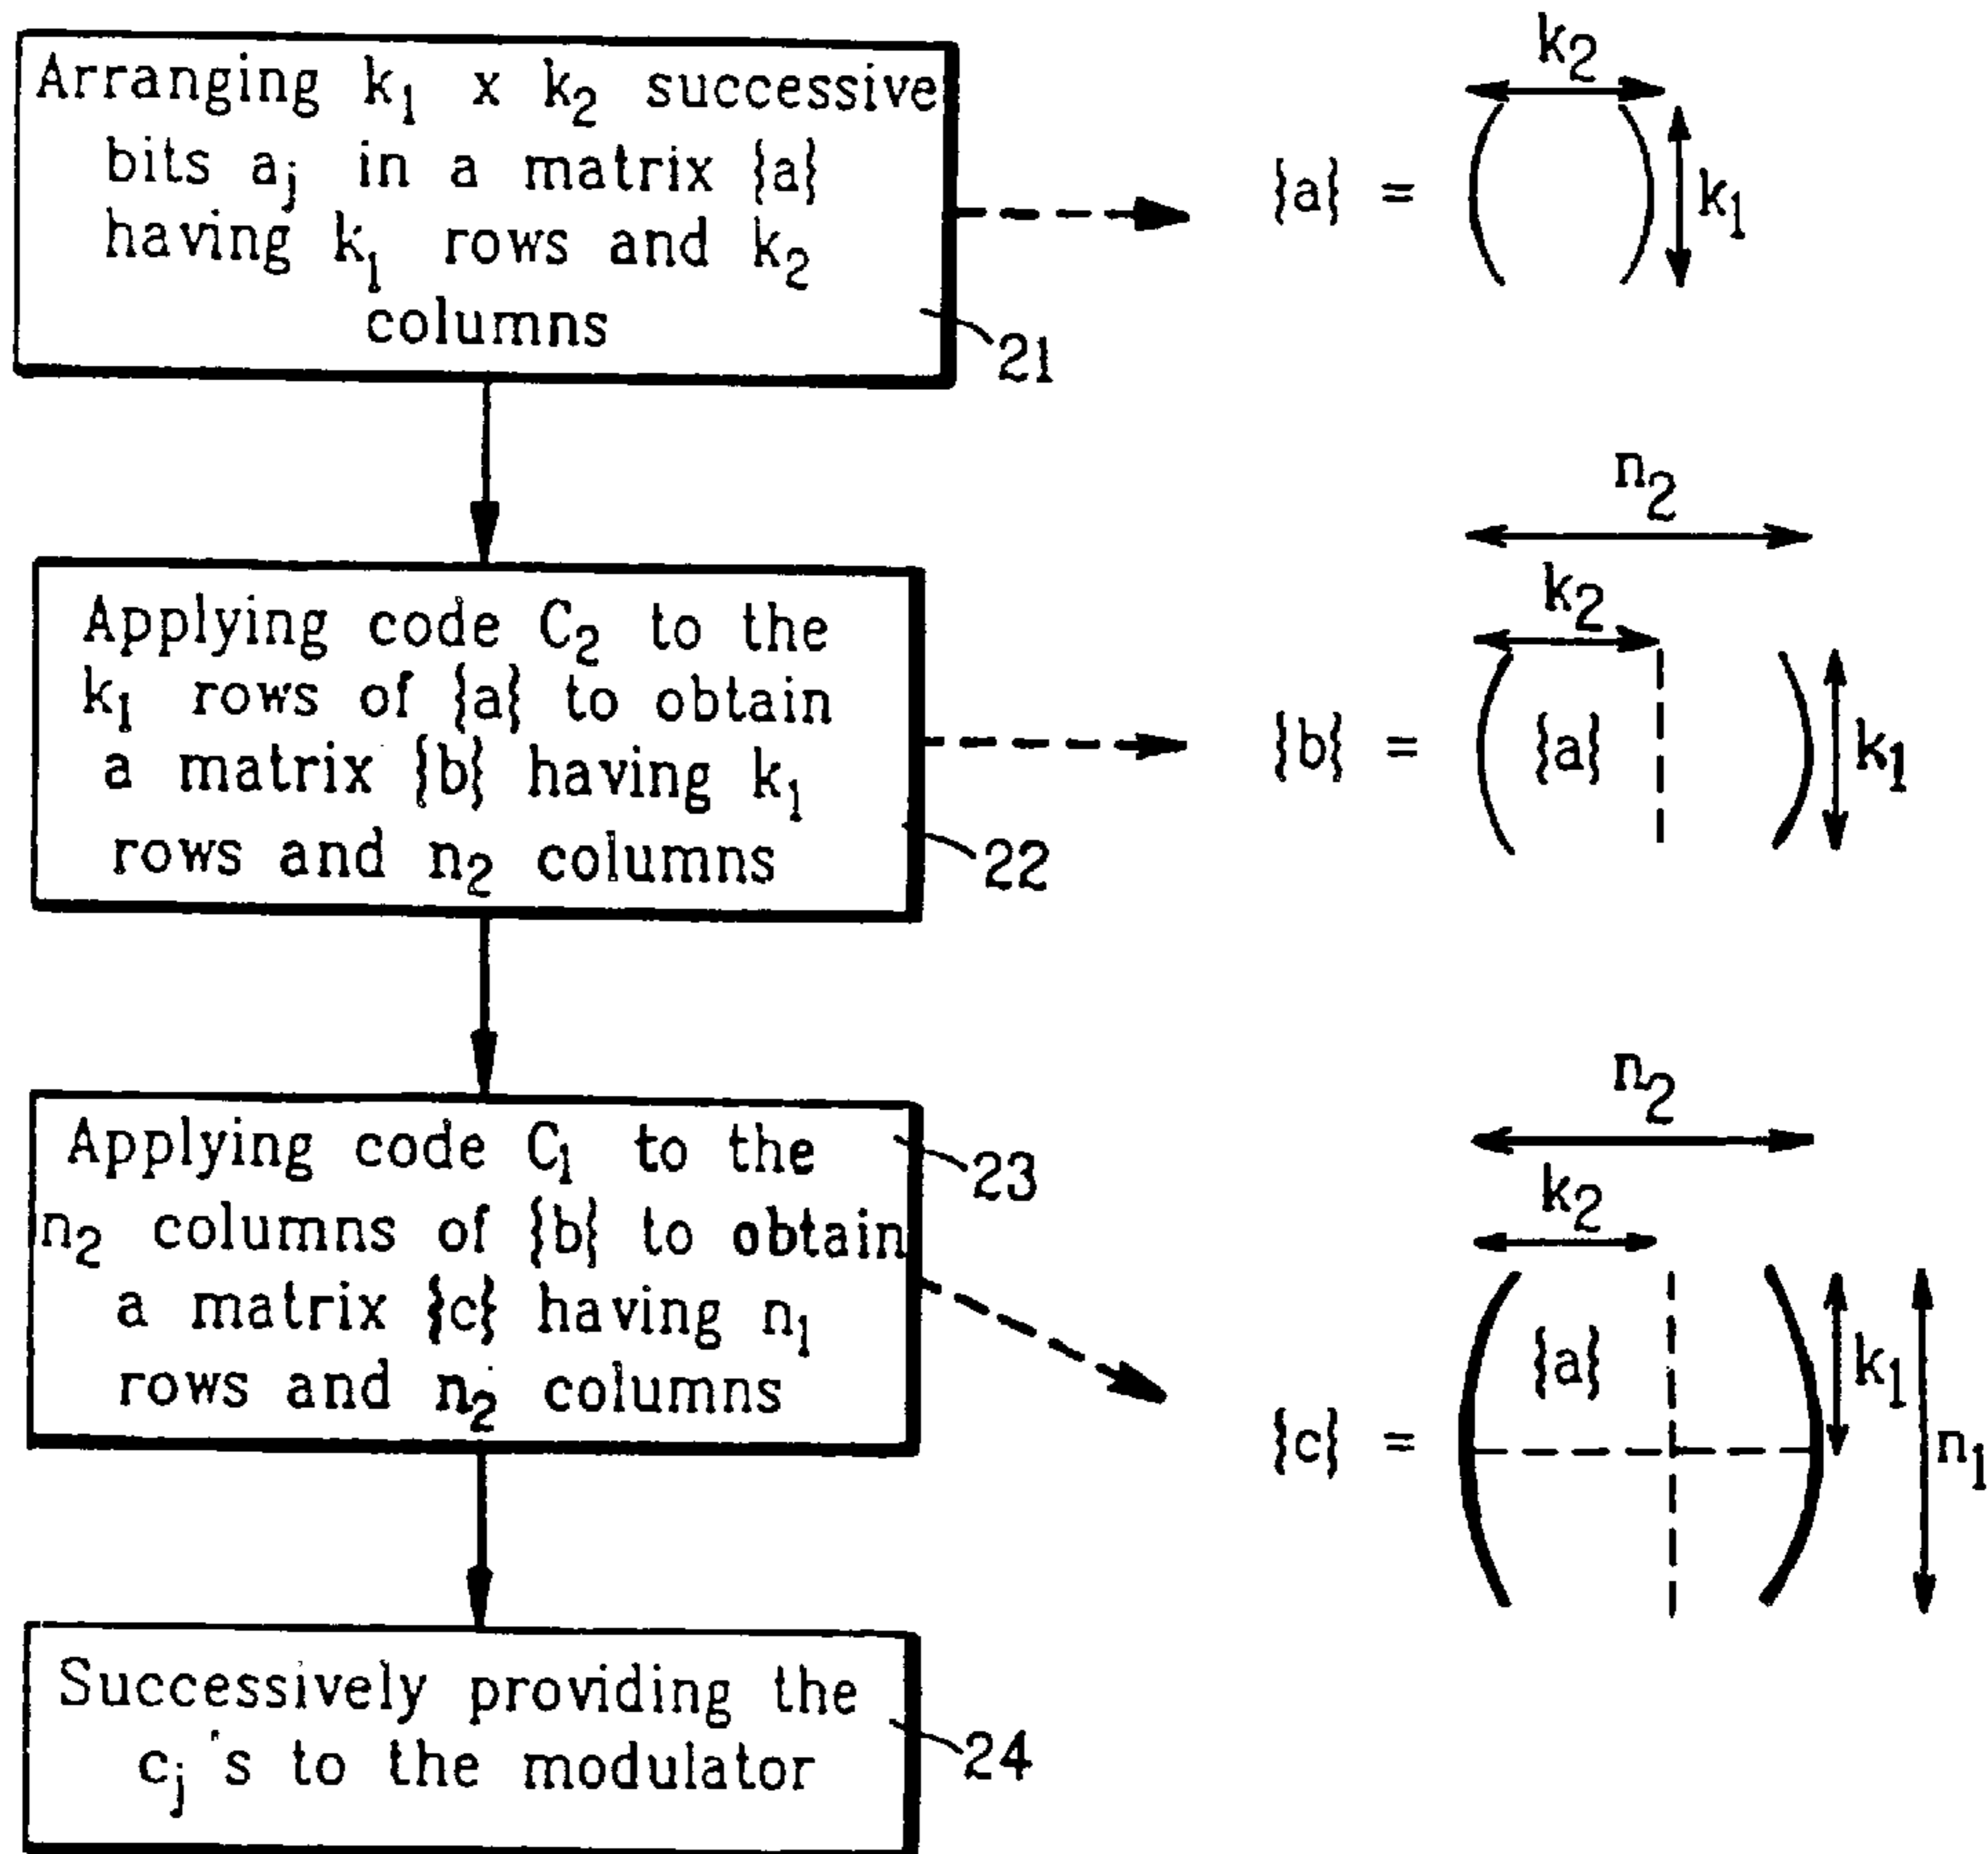 Arranging k₁ x k₂ successive
bits aⱼ in a matrix {a}
having k₁ rows and k₂
columns
21
k₂
{a} =
k₁
Applying code C₂ to the
k₁ rows of {a} to obtain
a matrix {b} having k₁
rows and n₂ columns
22
n₂
k₂
{b} =
{a}
k₁
Applying code C₁ to the
n₂ columns of {b} to obtain
a matrix {c} having n₁
rows and n₂ columns
23
n₂
k₂
{a}
k₁
{c} =
n₁
Successively providing the
cⱼ 's to the modulator
24